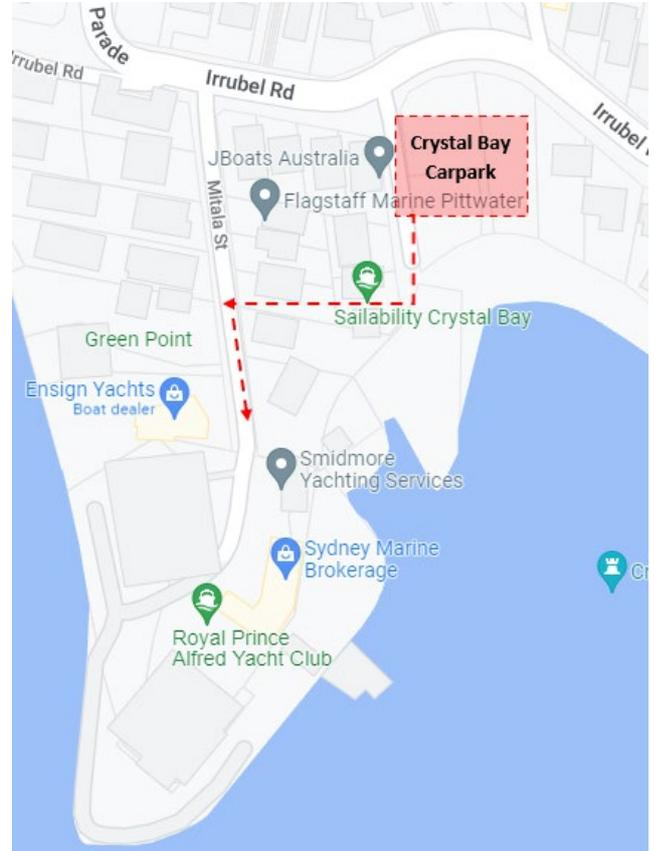 Parade
Irrubel Rd
Irrubel Rd
Irrubel
Crystal Bay
Carpark
JBoats Australia
Flagstaff Marine Pittwater
Mitala St
Sailability Crystal Bay
Green Point
Ensign Yachts
Boat dealer
Smidmore
Yachting Services
Sydney Marine
Brokerage
Cr
Royal Prince
Alfred Yacht Club